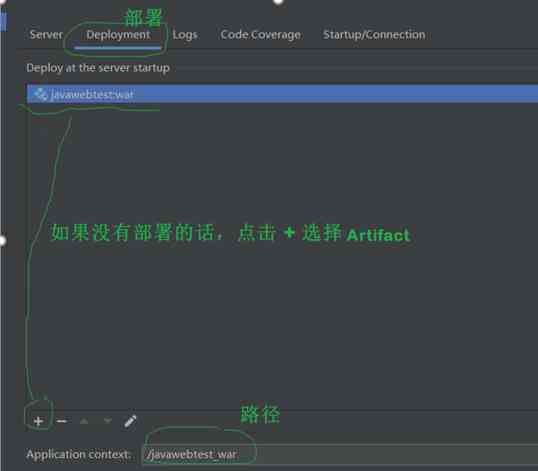 部署
Server Deployment Logs Code Coverage Startup/Connection
Deploy at the server startup
javawebtest:war
如果没有部署的话，点击 + 选择 Artifact
路径
Application context: /javawebtest_war